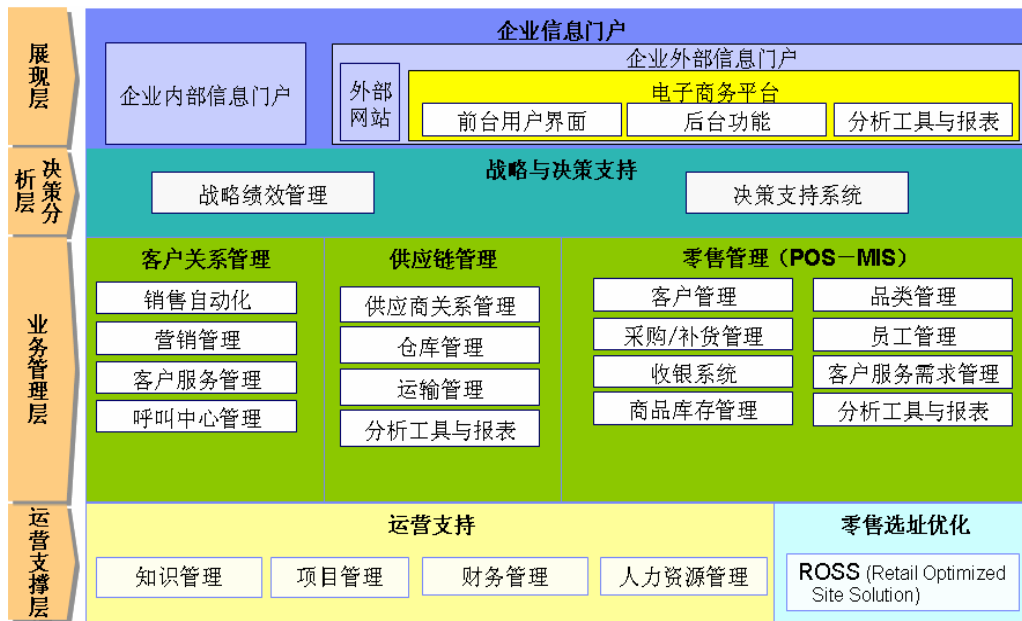 展现层
企业信息门户
企业内部信息门户
企业外部信息门户
外部
网站
电子商务平台
前台用户界面
后台功能
分析工具与报表
决策分
析层
战略与决策支持
战略绩效管理
决策支持系统
业务管理层
客户关系管理
销售自动化
营销管理
客户服务管理
呼叫中心管理
供应链管理
供应商关系管理
仓库管理
运输管理
分析工具与报表
零售管理（POS－MIS）
客户管理
品类管理
采购/补货管理
员工管理
收银系统
客户服务需求管理
商品库存管理
分析工具与报表
运营支撑层
运营支持
知识管理
项目管理
财务管理
人力资源管理
零售选址优化
ROSS (Retail Optimized
Site Solution)